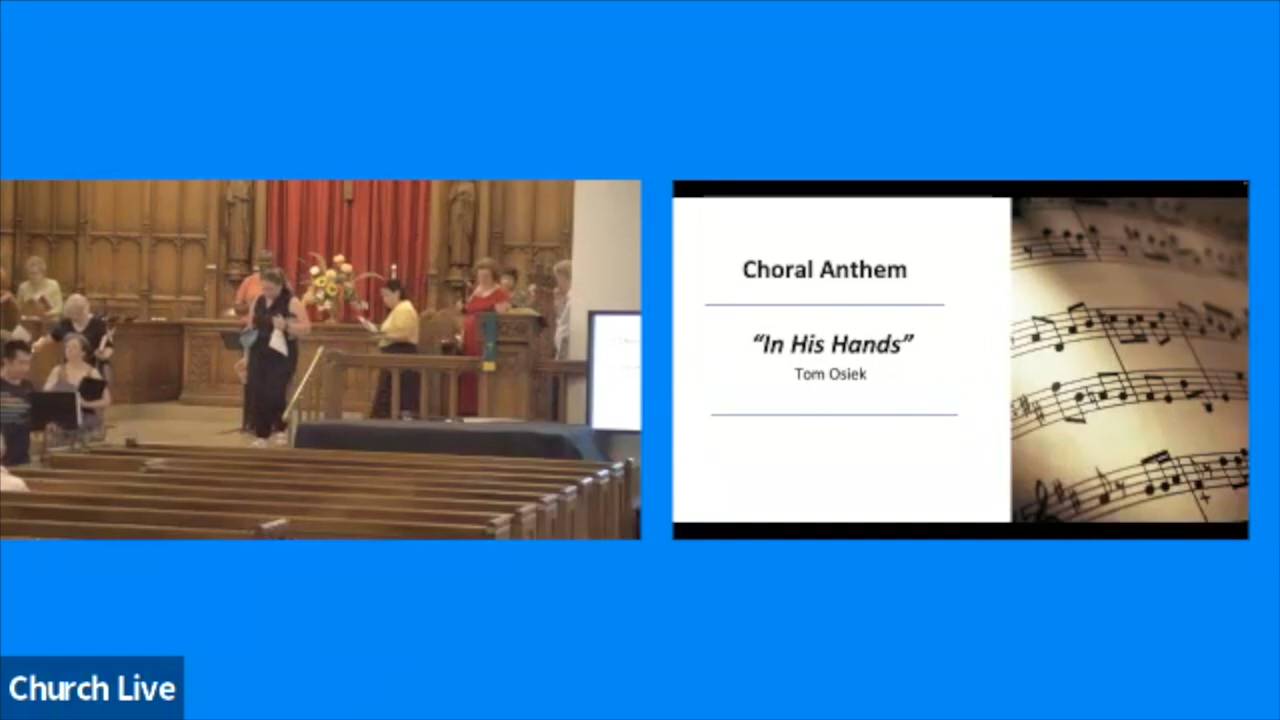 Choral Anthem
“In His Hands”
Tom Osiek
Church Live